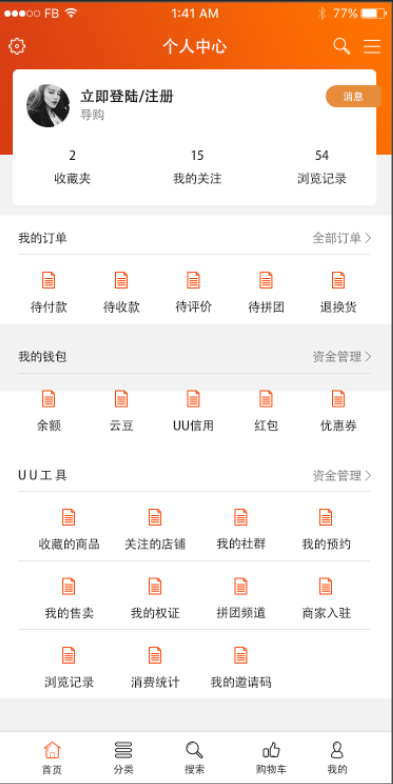 FB 1:41 AM 77%
个人中心
立即登陆/注册
消息
导购
2 15 54
收藏夹 我的关注 浏览记录
我的订单 全部订单
待付款 待收款 待评价 待拼团 退换货
我的钱包 资金管理
余额 云豆 UU信用 红包 优惠券
UU工具 资金管理
收藏的商品 关注的店铺 我的社群 我的预约
我的售卖 我的权证 拼团频道 商家入驻
浏览记录 消费统计 我的邀请码
首页 分类 搜索 购物车 我的